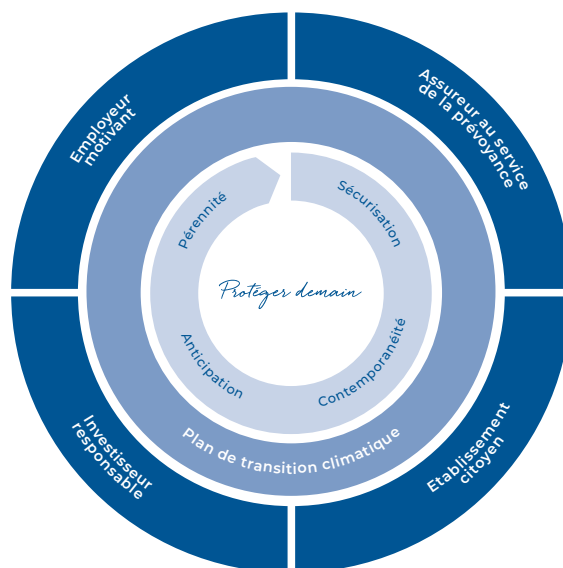 Employeur
motivant
Assureur au service
de la prévoyance
Pérennité
Sécurisation
Protéger demain
Anticipation
Contemporanéité
Plan de transition climatique
Investisseur
responsable
Etablissement
citoyen